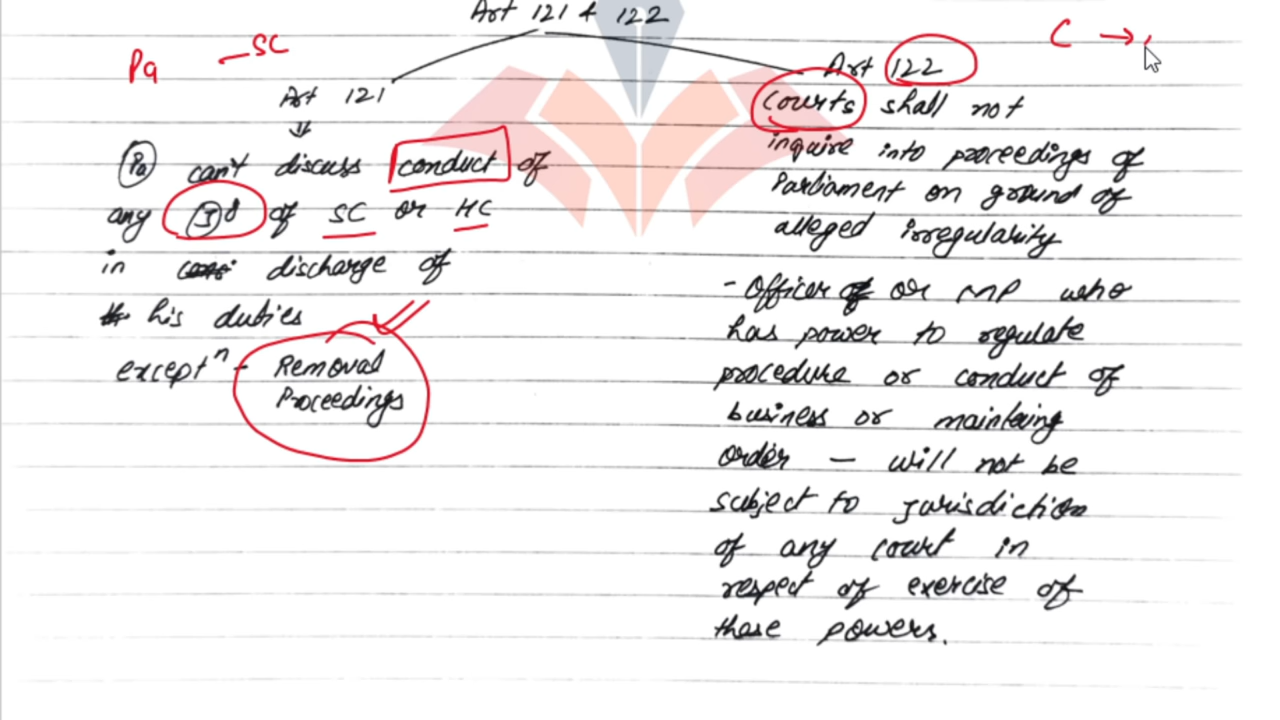 Art 121 & 122
Pa — SC
C →
Art 121
Pa can't discuss conduct of
any Jd of SC or HC
in discharge of
his duties
exceptn - Removal
Proceedings
Art 122
Courts shall not
inquire into proceedings of
Parliament on ground of
alleged irregularity
- Officer or MP who
has power to regulate
procedure or conduct of
business or maintaing
order — will not be
subject to jurisdiction
of any court in
respect of exercise of
those powers.